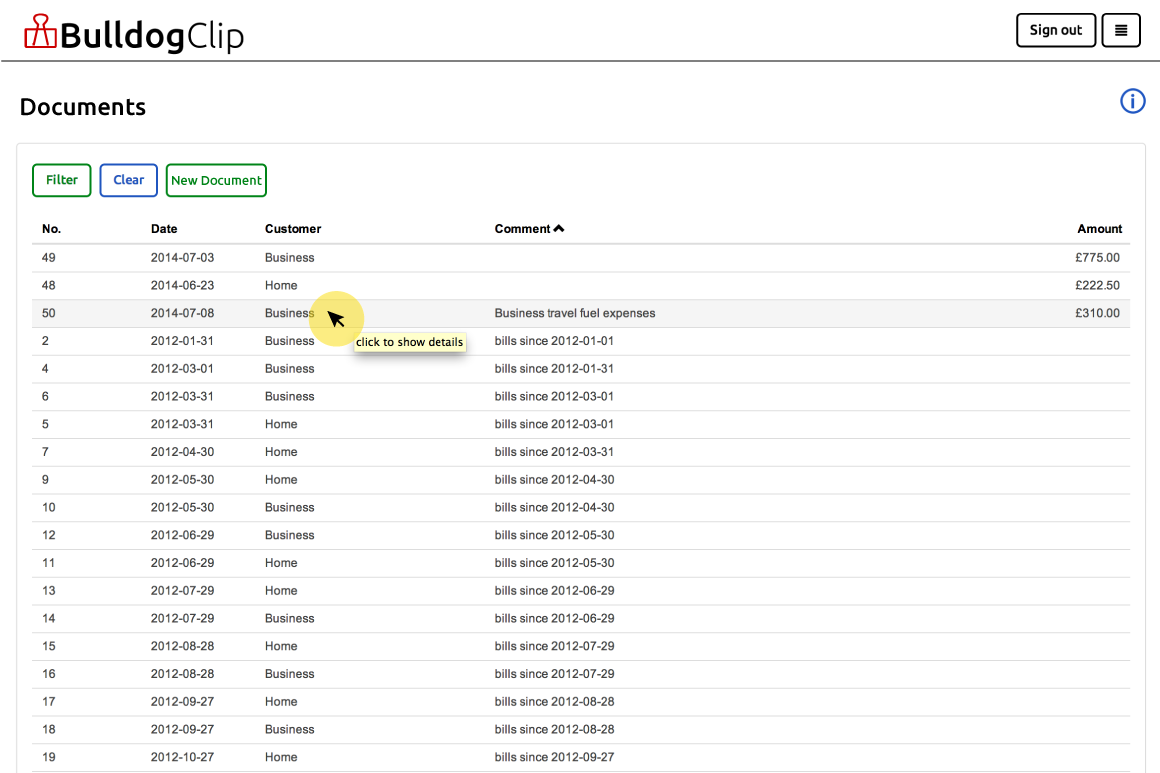 BulldogClip
Sign out
Documents
Filter Clear New Document
No. Date Customer Comment Amount
49 2014-07-03 Business £775.00
48 2014-06-23 Home £222.50
50 2014-07-08 Business Business travel fuel expenses £310.00
click to show details
2 2012-01-31 Business bills since 2012-01-01
4 2012-03-01 Business bills since 2012-01-31
6 2012-03-31 Business bills since 2012-03-01
5 2012-03-31 Home bills since 2012-03-01
7 2012-04-30 Home bills since 2012-03-31
9 2012-05-30 Home bills since 2012-04-30
10 2012-05-30 Business bills since 2012-04-30
12 2012-06-29 Business bills since 2012-05-30
11 2012-06-29 Home bills since 2012-05-30
13 2012-07-29 Home bills since 2012-06-29
14 2012-07-29 Business bills since 2012-06-29
15 2012-08-28 Home bills since 2012-07-29
16 2012-08-28 Business bills since 2012-07-29
17 2012-09-27 Home bills since 2012-08-28
18 2012-09-27 Business bills since 2012-08-28
19 2012-10-27 Home bills since 2012-09-27